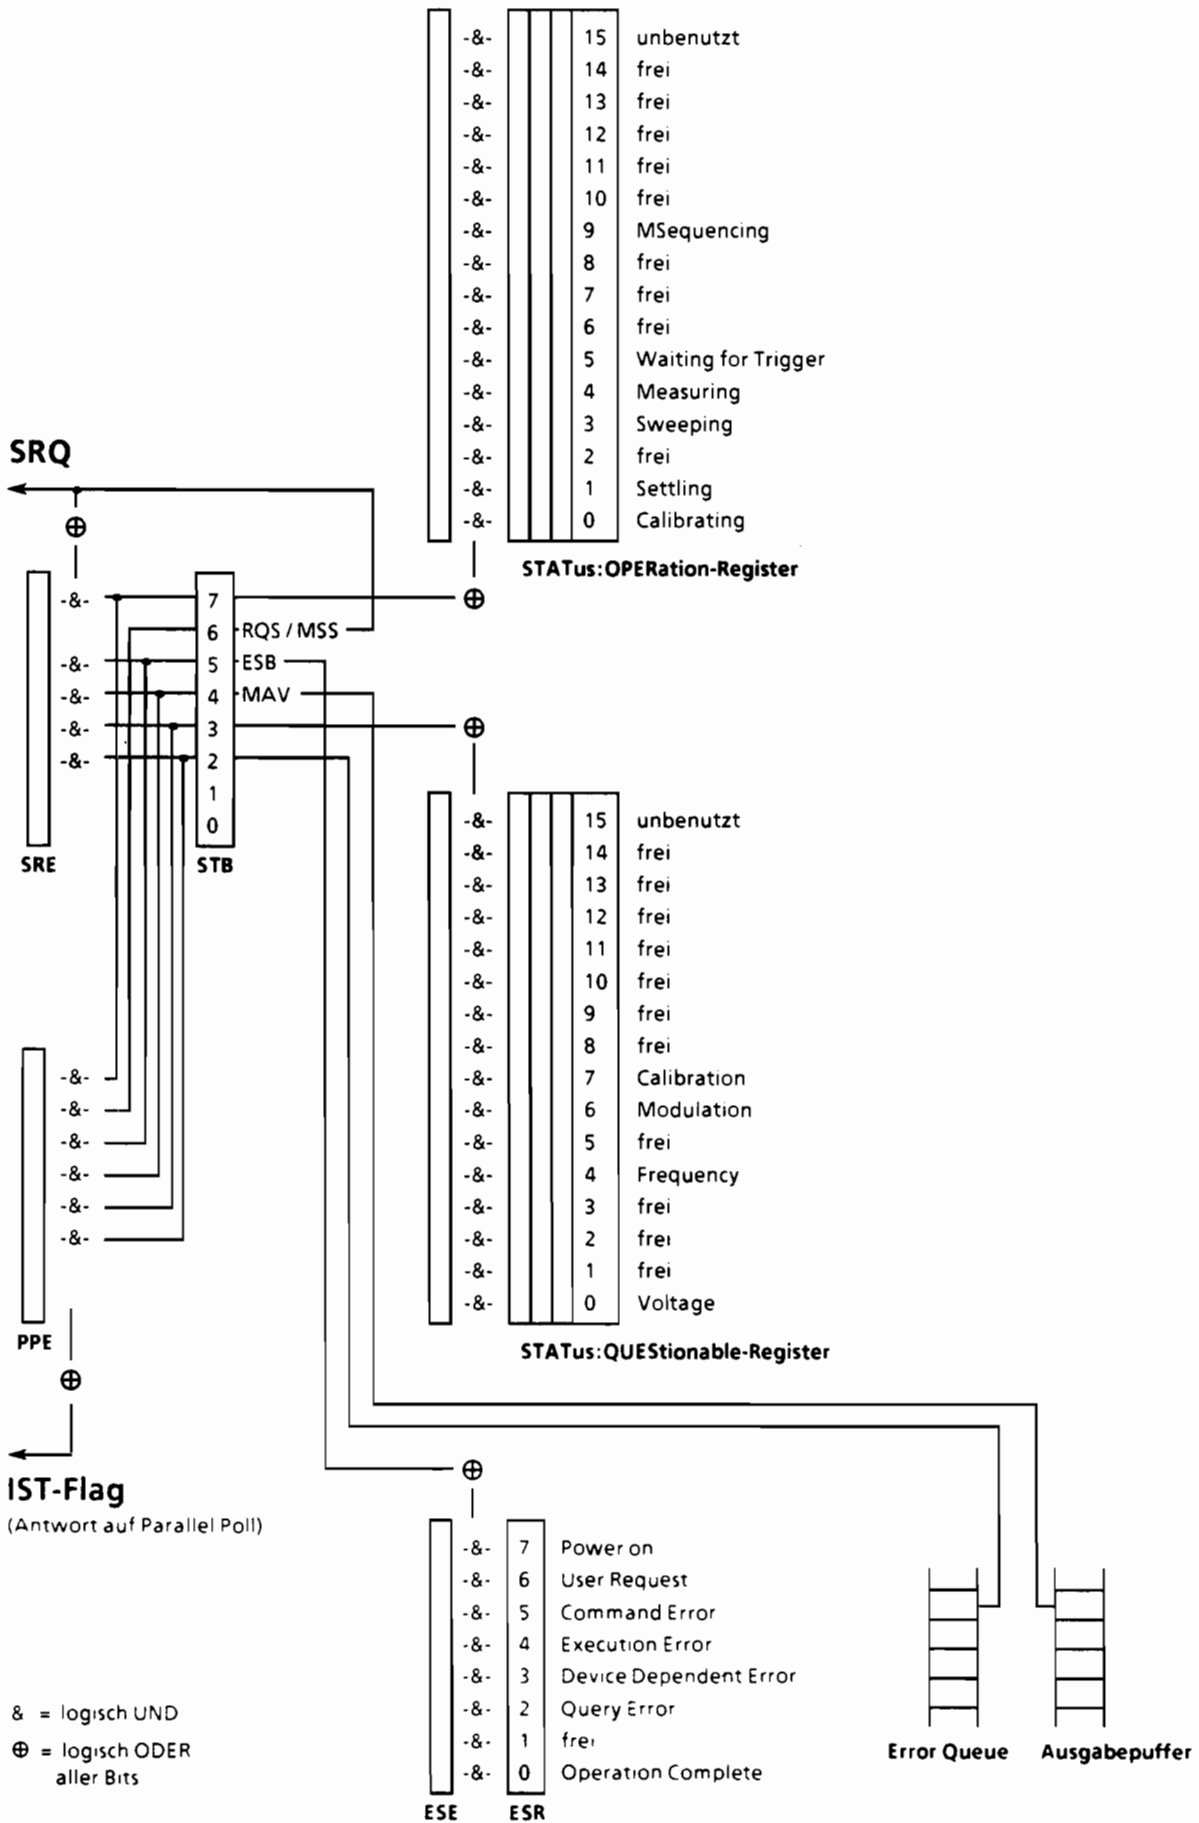 -&- 15 unbenutzt
-&- 14 frei
-&- 13 frei
-&- 12 frei
-&- 11 frei
-&- 10 frei
-&- 9 MSequencing
-&- 8 frei
-&- 7 frei
-&- 6 frei
-&- 5 Waiting for Trigger
-&- 4 Measuring
-&- 3 Sweeping
-&- 2 frei
-&- 1 Settling
-&- 0 Calibrating
STATus:OPERation-Register
SRQ
⊕
-&- 7 ⊕
6 RQS / MSS
-&- 5 ESB
-&- 4 MAV
-&- 3 ⊕
-&- 2
1
0
SRE STB
-&- 15 unbenutzt
-&- 14 frei
-&- 13 frei
-&- 12 frei
-&- 11 frei
-&- 10 frei
-&- 9 frei
-&- 8 frei
-&- 7 Calibration
-&- 6 Modulation
-&- 5 frei
-&- 4 Frequency
-&- 3 frei
-&- 2 frei
-&- 1 frei
-&- 0 Voltage
STATus:QUEStionable-Register
-&-
-&-
-&-
-&-
-&-
-&-
PPE
⊕
IST-Flag
(Antwort auf Parallel Poll)
⊕
-&- 7 Power on
-&- 6 User Request
-&- 5 Command Error
-&- 4 Execution Error
-&- 3 Device Dependent Error
-&- 2 Query Error
-&- 1 frei
-&- 0 Operation Complete
ESE ESR
Error Queue Ausgabepuffer
& = logisch UND
⊕ = logisch ODER
aller Bits